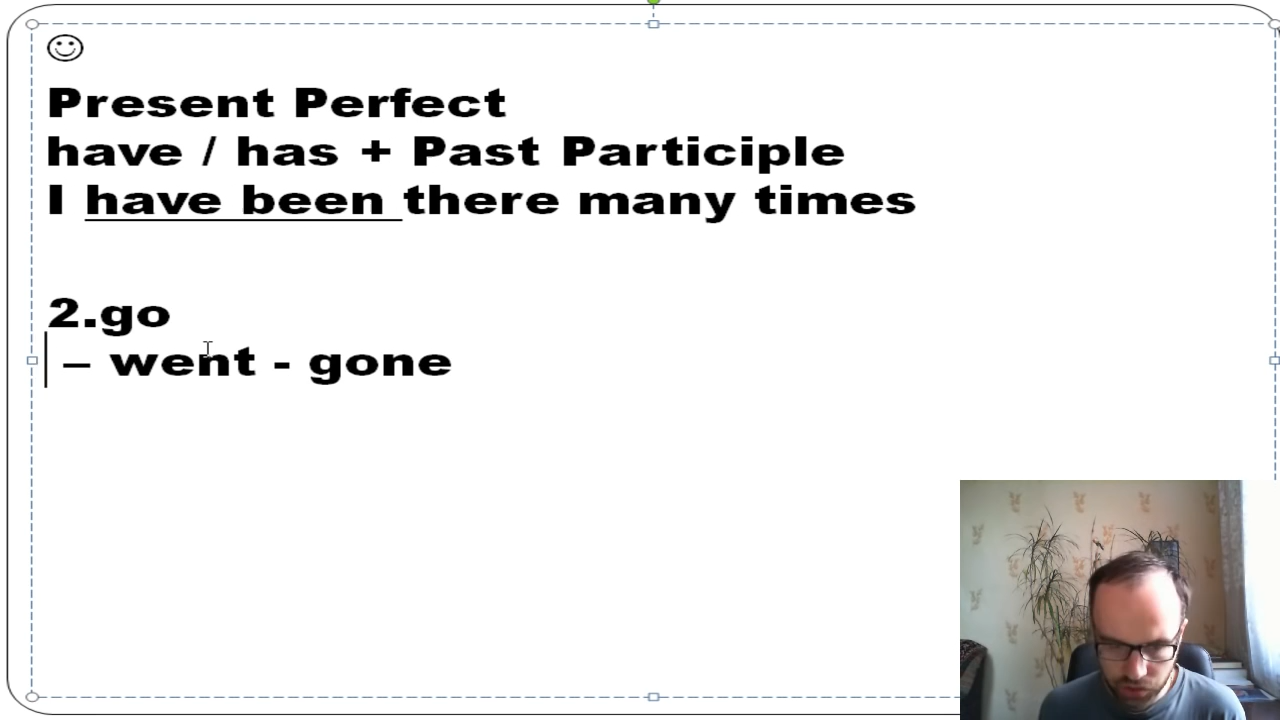 Present Perfect
have / has + Past Participle
I have been there many times
2.go
– went - gone